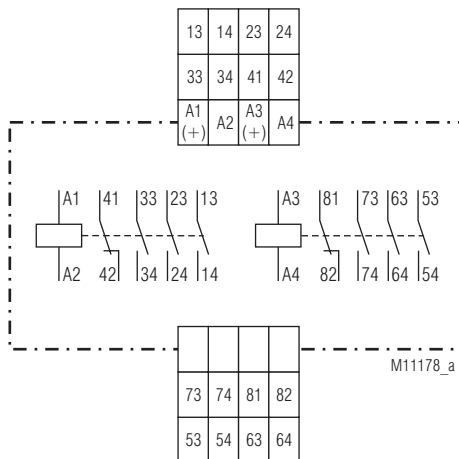 13 14 23 24
33 34 41 42
A1 (+) A2 A3 (+) A4
A1 41 33 23 13 A3 81 73 63 53
A2 42 34 24 14 A4 82 74 64 54
M11178_a
73 74 81 82
53 54 63 64